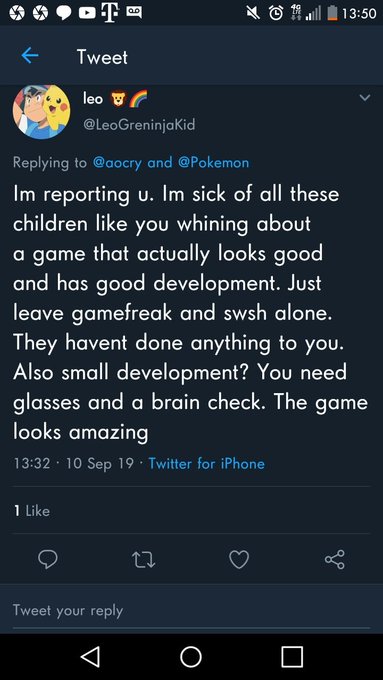 4G
LTE
13:50
Tweet
leo 🦁🌈
@LeoGreninjaKid
Replying to @aocry and @Pokemon
Im reporting u. Im sick of all these
children like you whining about
a game that actually looks good
and has good development. Just
leave gamefreak and swsh alone.
They havent done anything to you.
Also small development? You need
glasses and a brain check. The game
looks amazing
13:32 · 10 Sep 19 · Twitter for iPhone
1 Like
Tweet your reply